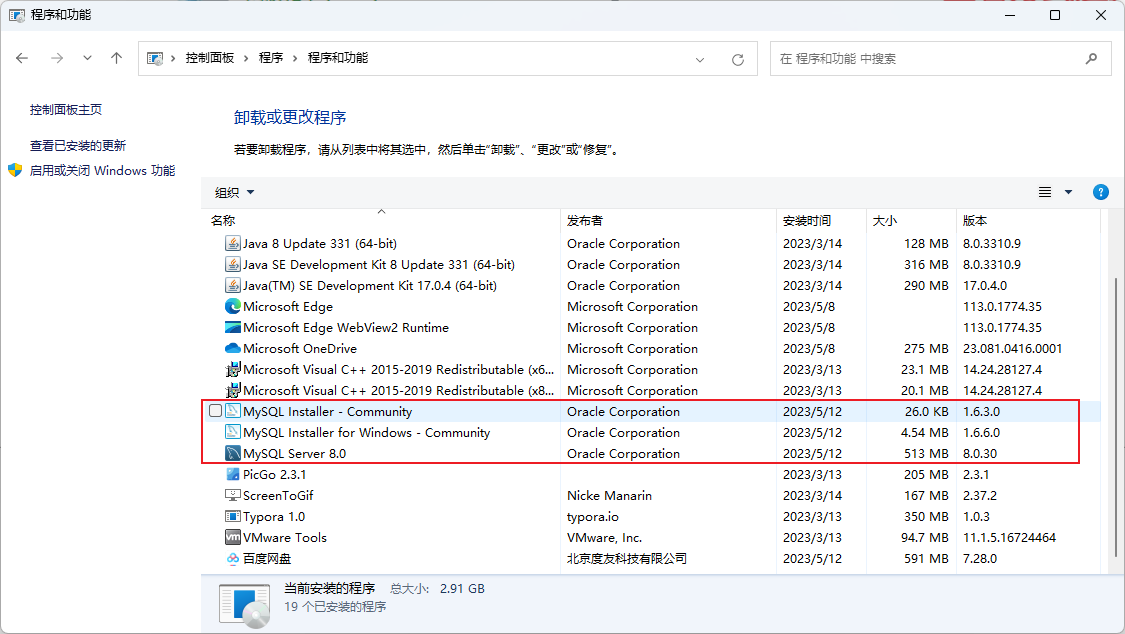 程序和功能
控制面板 程序 程序和功能
在 程序和功能 中搜索
控制面板主页
查看已安装的更新
启用或关闭 Windows 功能
卸载或更改程序
若要卸载程序，请从列表中将其选中，然后单击“卸载”、“更改”或“修复”。
组织
?
名称 发布者 安装时间 大小 版本
Java 8 Update 331 (64-bit) Oracle Corporation 2023/3/14 128 MB 8.0.3310.9
Java SE Development Kit 8 Update 331 (64-bit) Oracle Corporation 2023/3/14 316 MB 8.0.3310.9
Java(TM) SE Development Kit 17.0.4 (64-bit) Oracle Corporation 2023/3/14 290 MB 17.0.4.0
Microsoft Edge Microsoft Corporation 2023/5/8 113.0.1774.35
Microsoft Edge WebView2 Runtime Microsoft Corporation 2023/5/8 113.0.1774.35
Microsoft OneDrive Microsoft Corporation 2023/5/8 275 MB 23.081.0416.0001
Microsoft Visual C++ 2015-2019 Redistributable (x6... Microsoft Corporation 2023/3/13 23.1 MB 14.24.28127.4
Microsoft Visual C++ 2015-2019 Redistributable (x8... Microsoft Corporation 2023/3/13 20.1 MB 14.24.28127.4
MySQL Installer - Community Oracle Corporation 2023/5/12 26.0 KB 1.6.3.0
MySQL Installer for Windows - Community Oracle Corporation 2023/5/12 4.54 MB 1.6.6.0
MySQL Server 8.0 Oracle Corporation 2023/5/12 513 MB 8.0.30
PicGo 2.3.1 2023/3/13 205 MB 2.3.1
ScreenToGif Nicke Manarin 2023/3/14 167 MB 2.37.2
Typora 1.0 typora.io 2023/3/13 350 MB 1.0.3
vm VMware Tools VMware, Inc. 2023/3/13 94.7 MB 11.1.5.16724464
百度网盘 北京度友科技有限公司 2023/5/12 591 MB 7.28.0
当前安装的程序 总大小: 2.91 GB
19 个已安装的程序